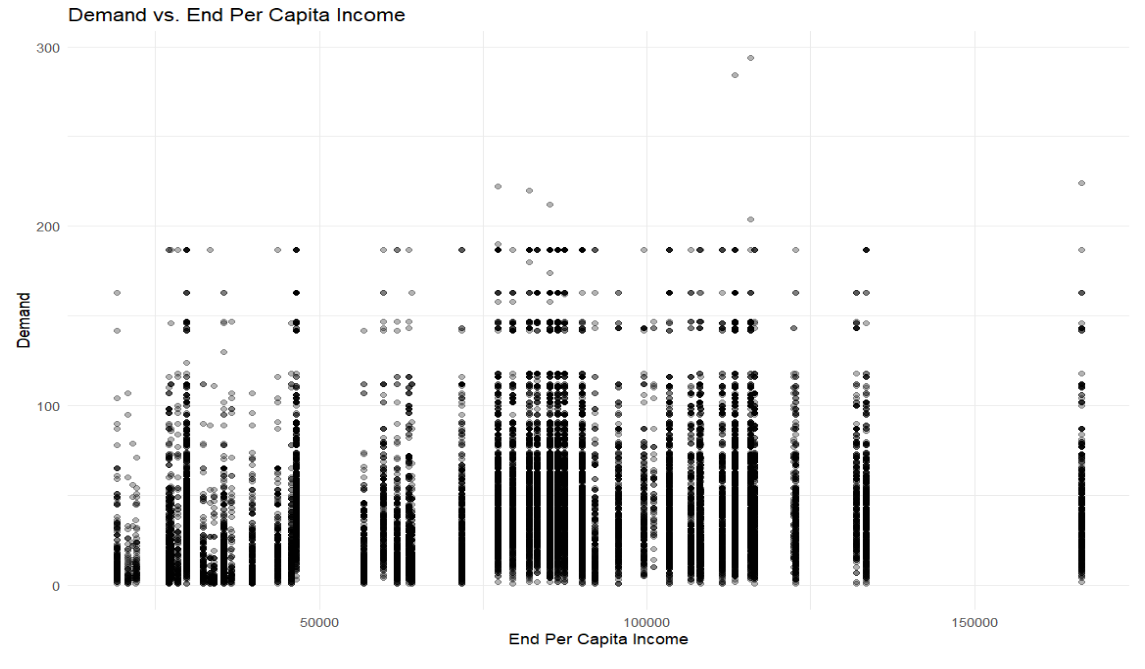 Demand vs. End Per Capita Income
300
200
100
0
Demand
50000
100000
150000
End Per Capita Income